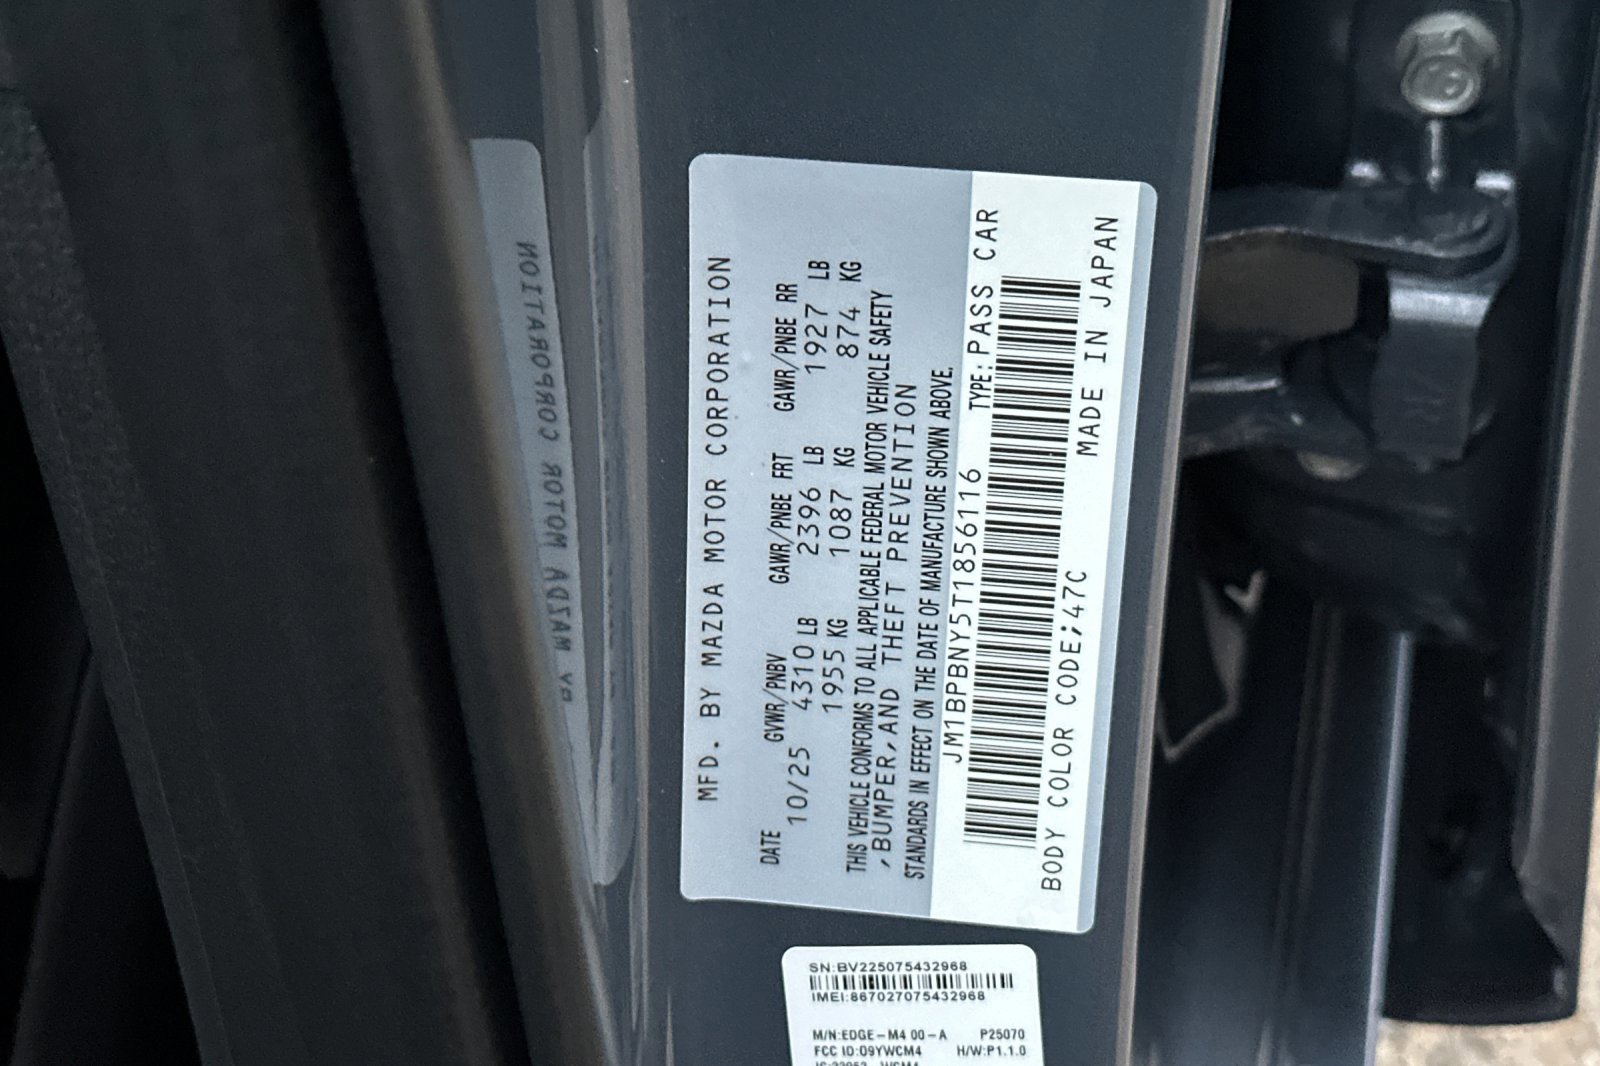 MFD. BY MAZDA MOTOR CORPORATION
DATE GVWR/PNBV GAWR/PNBE FRT GAWR/PNBE RR
10/25 4310 LB 2396 LB 1927 LB
1955 KG 1087 KG 874 KG
THIS VEHICLE CONFORMS TO ALL APPLICABLE FEDERAL MOTOR VEHICLE SAFETY
,BUMPER,AND THEFT PREVENTION
STANDARDS IN EFFECT ON THE DATE OF MANUFACTURE SHOWN ABOVE.
JM1BPBNY5T1856116 TYPE: PASS CAR
BODY COLOR CODE;47C MADE IN JAPAN
SN:BV225075432968
IMEI:867027075432968
M/N:EDGE-M4 00-A P25070
FCC ID:09YWCM4 H/W:P1.1.0
BY MAZDA MOTOR CORPORATION